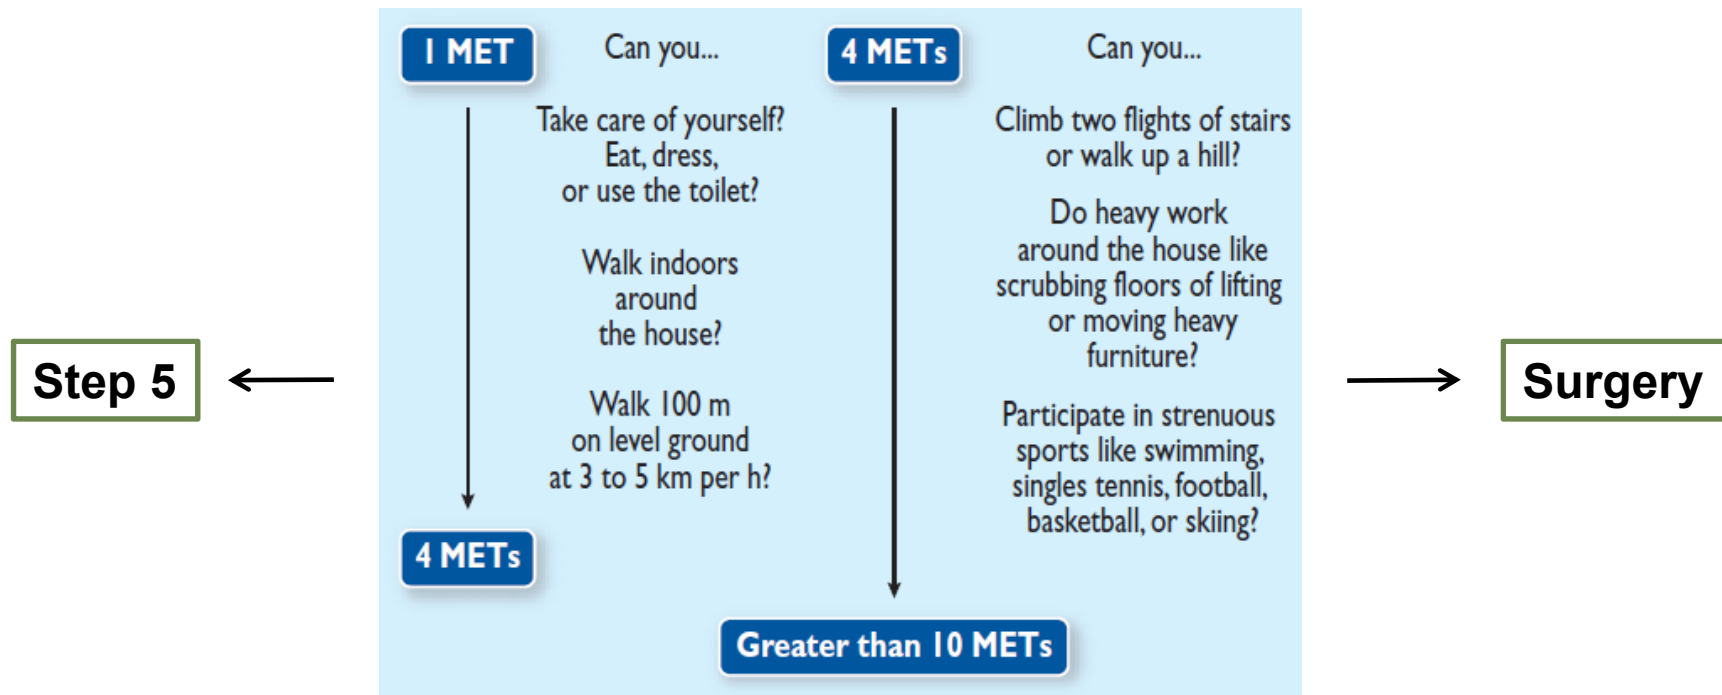 1 MET
Can you...
Take care of yourself?
Eat, dress,
or use the toilet?
Walk indoors
around
the house?
Walk 100 m
on level ground
at 3 to 5 km per h?
4 METs
4 METs
Can you...
Climb two flights of stairs
or walk up a hill?
Do heavy work
around the house like
scrubbing floors of lifting
or moving heavy
furniture?
Participate in strenuous
sports like swimming,
singles tennis, football,
basketball, or skiing?
Greater than 10 METs
Step 5
Surgery